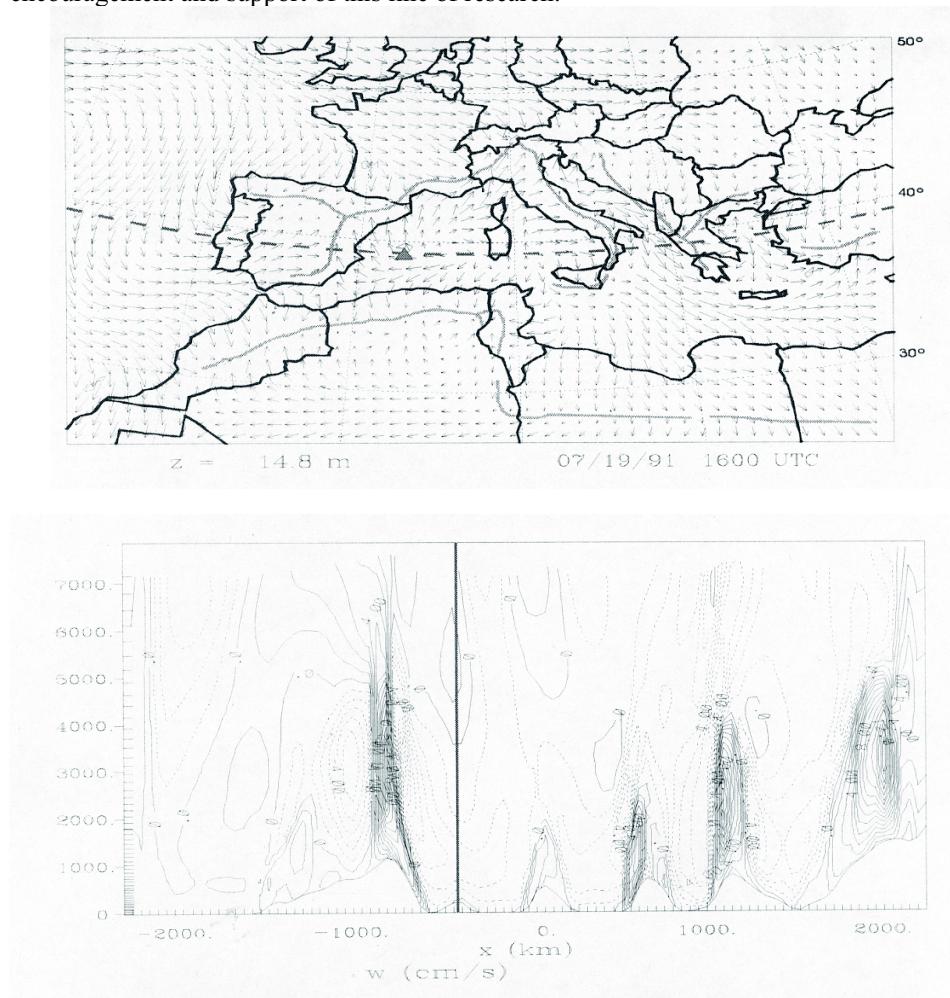 encouragement and support of this line of research.
50°
40°
30°
z = 14.8 m 07/19/91 1600 UTC
7000.
6000.
5000.
4000.
3000.
2000.
1000.
0
-2000. -1000. 0. 1000. 2000.
x (km)
w (cm/s)